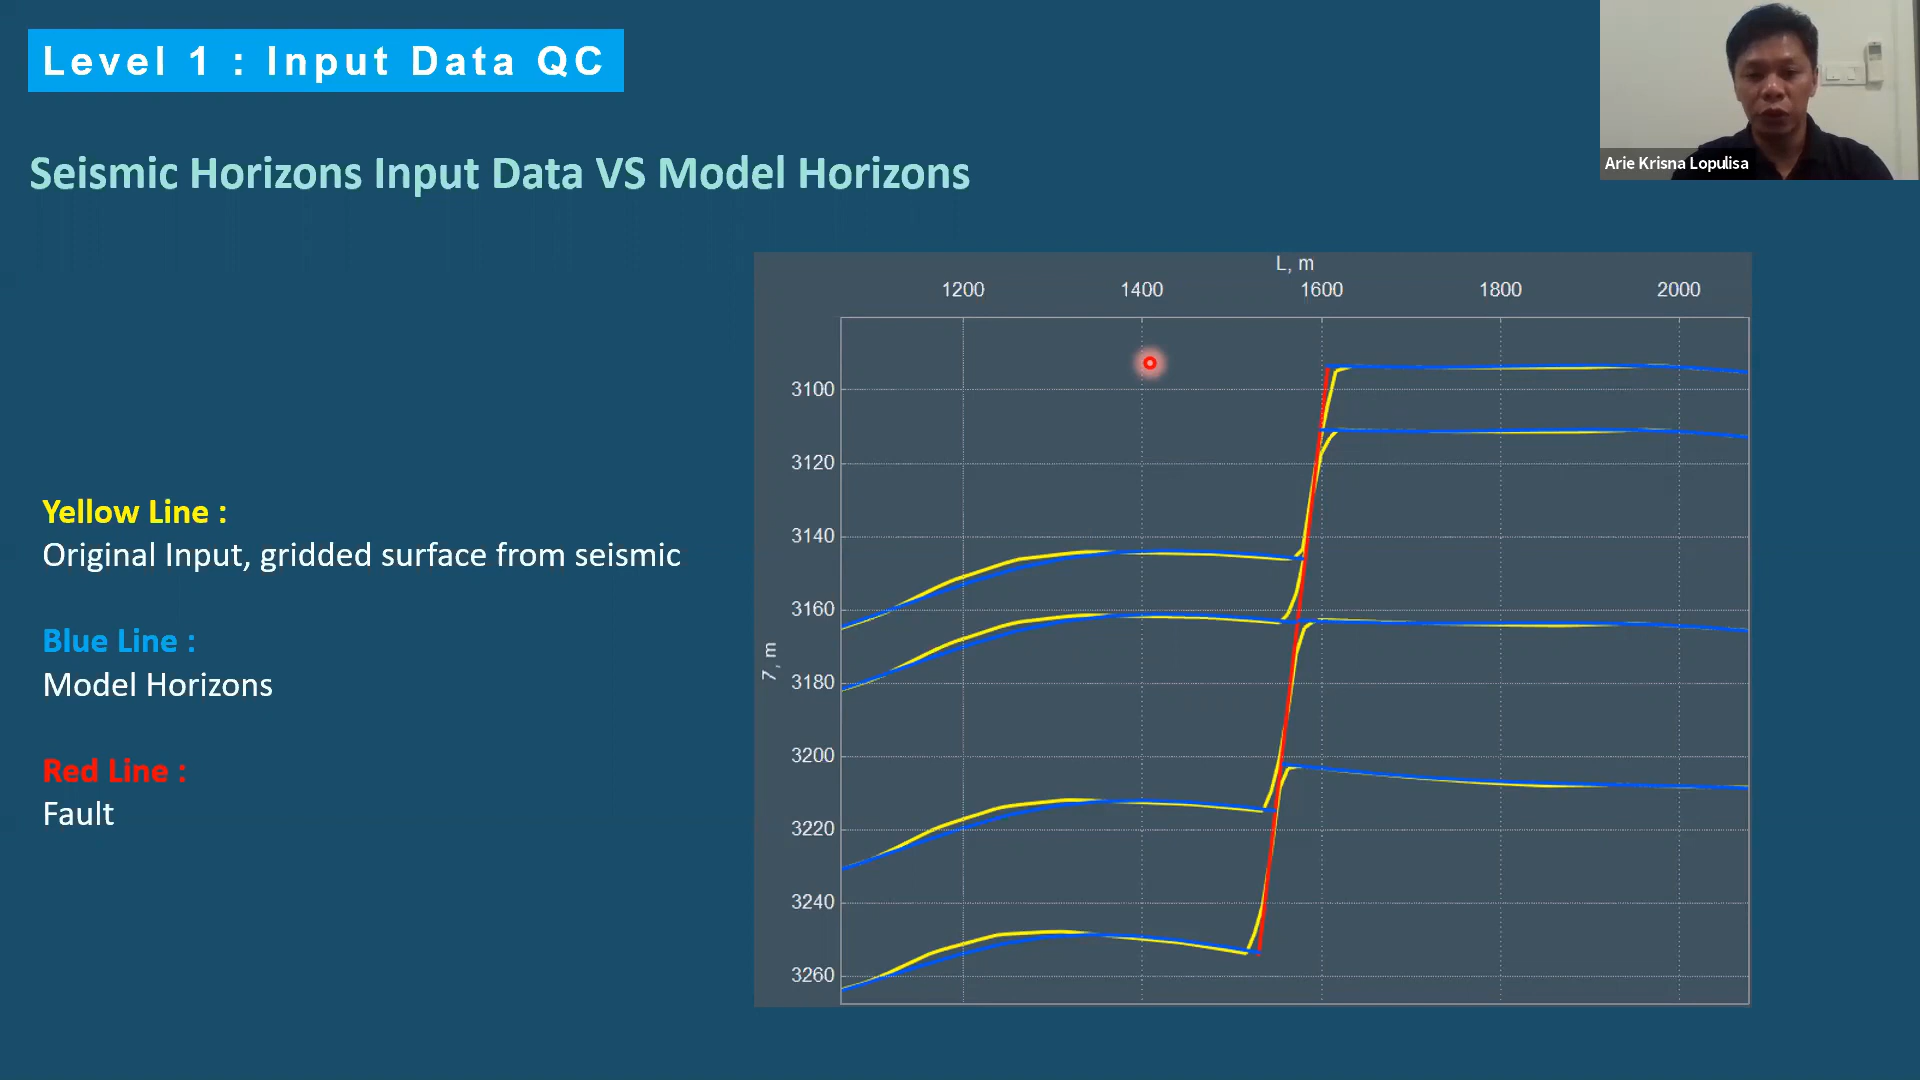 Level 1 : Input Data QC
Arie Krisna Lopulisa
Seismic Horizons Input Data VS Model Horizons
L, m
1200 1400 1600 1800 2000
3100
3120
3140
3160
7, m
3180
3200
3220
3240
3260
Yellow Line :
Original Input, gridded surface from seismic
Blue Line :
Model Horizons
Red Line :
Fault